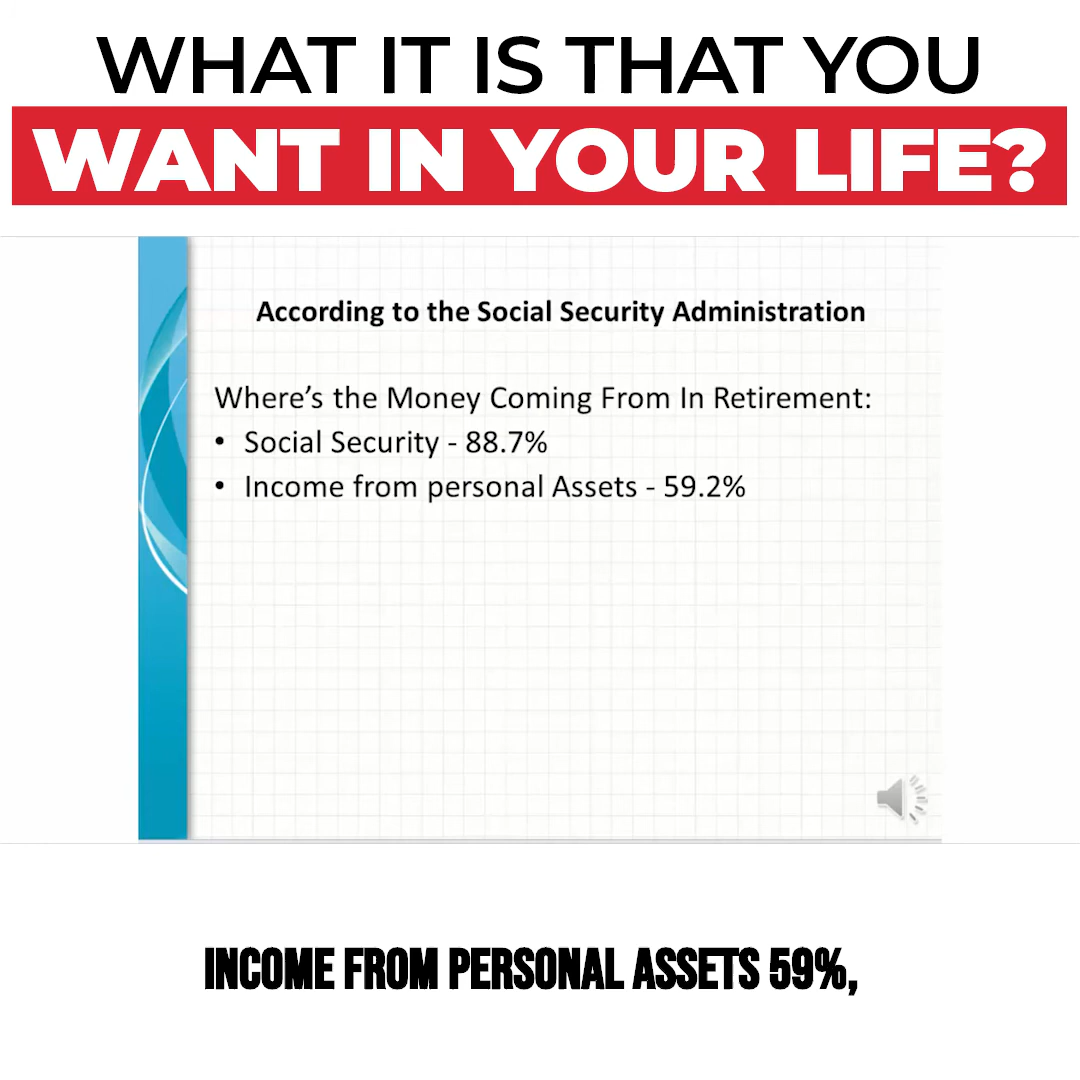 WHAT IT IS THAT YOU
WANT IN YOUR LIFE?
According to the Social Security Administration
Where’s the Money Coming From In Retirement:
• Social Security - 88.7%
• Income from personal Assets - 59.2%
INCOME FROM PERSONAL ASSETS 59%,